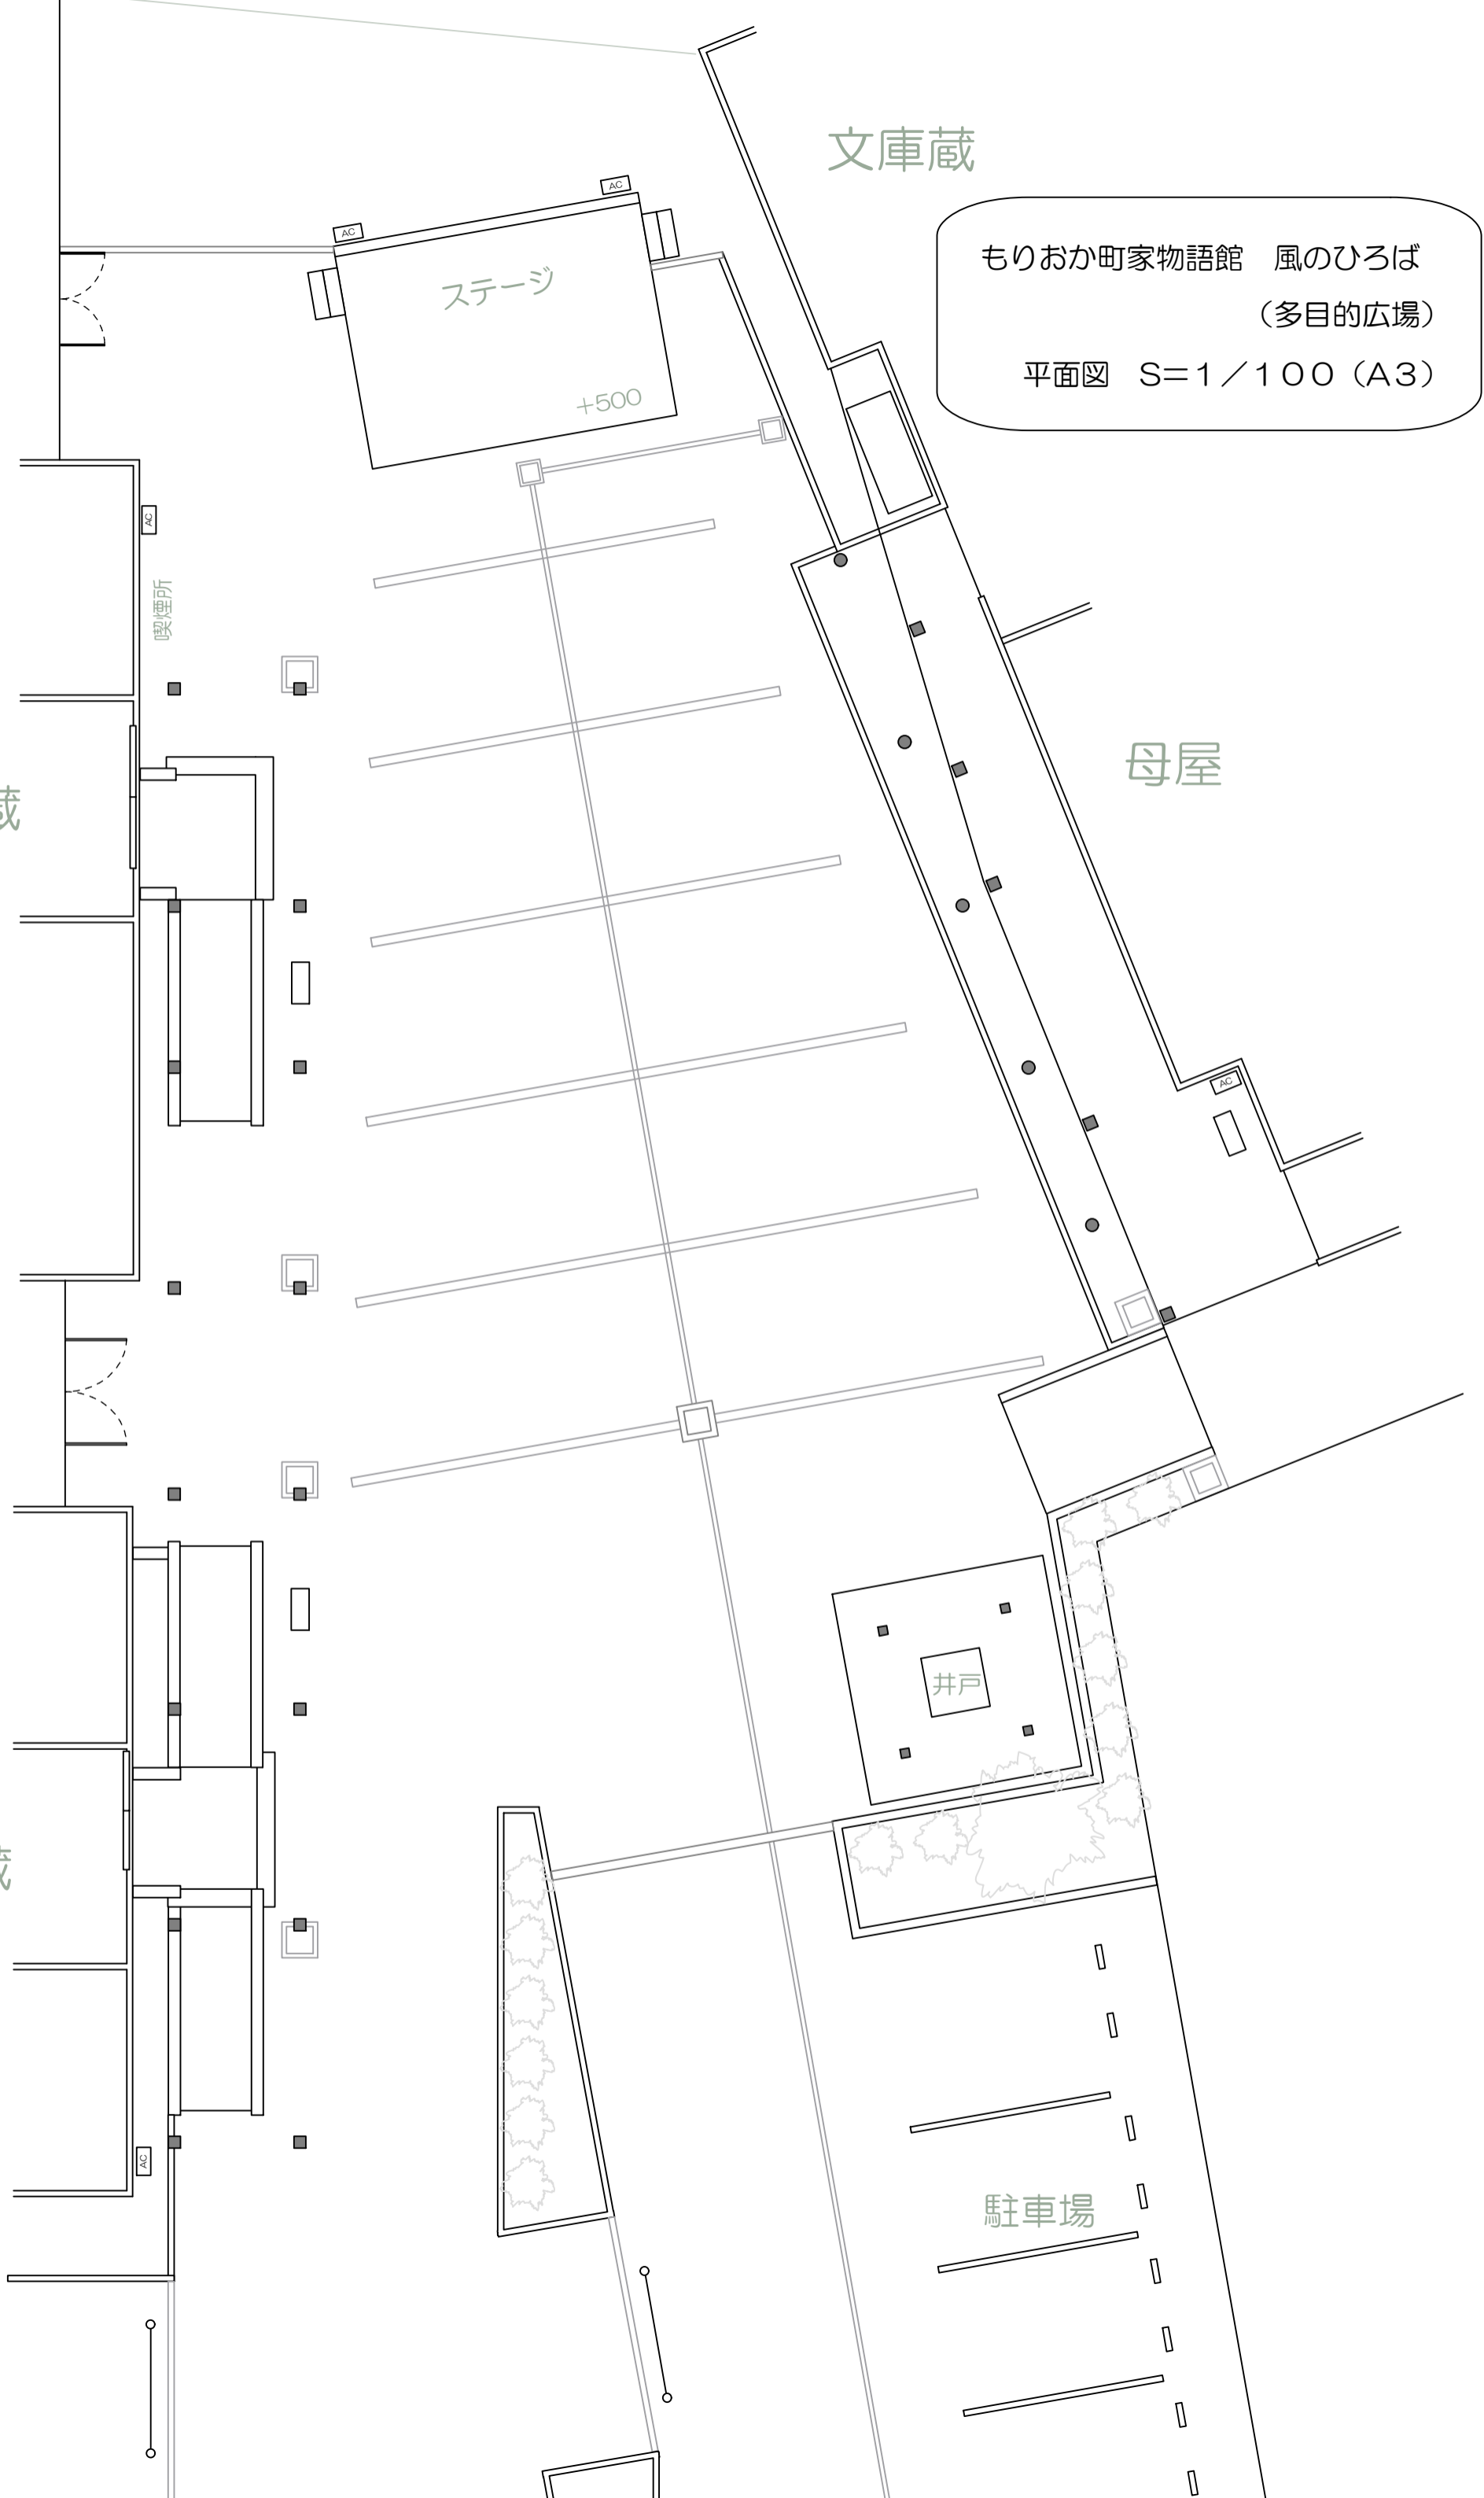 文庫蔵
もりおか町家物語館　風のひろば
（多目的広場）
平面図　S＝1／100（A3）
AC
AC
ステージ
+500
AC
喫煙所
母屋
蔵
AC
井戸
蔵
AC
駐車場